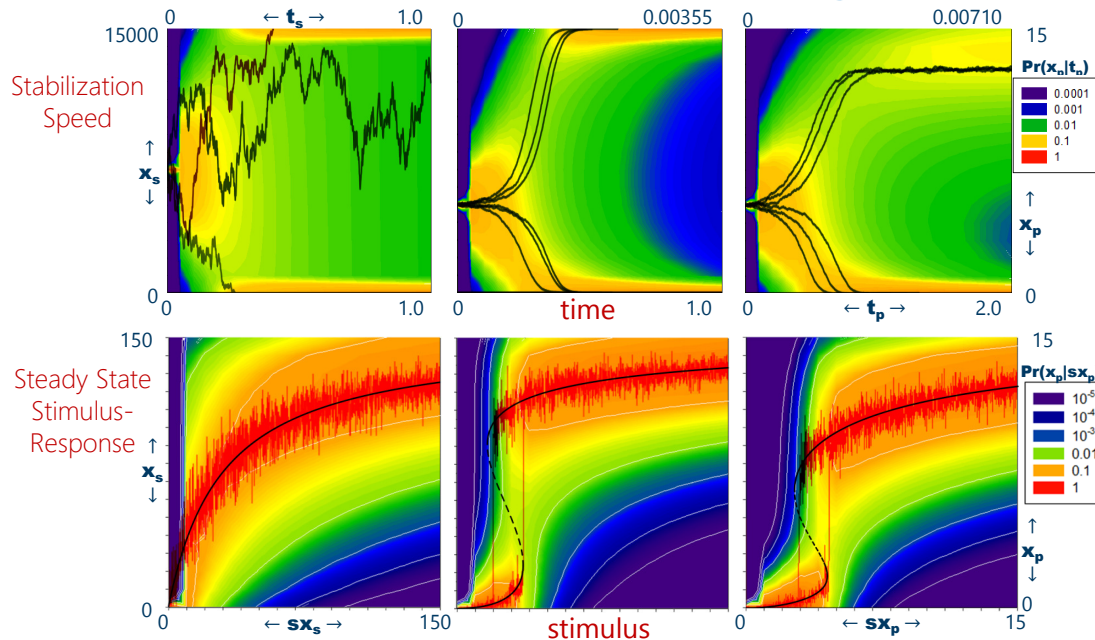 0 ← ts → 1.0
0 0.00355
0 0.00710
15000
15
Stabilization
Speed
Pr(xp|tp)
0.0001
0.001
0.01
0.1
1
↑
xs
↓
↑
xp
↓
0
0
0 1.0
0 time 1.0
0 ← tp → 2.0
150
15
Steady State
Stimulus-
Response
Pr(xp|sxp
10-5
10-4
10-3
0.01
0.1
1
↑
xs
↓
↑
xp
↓
0
0
0 ← sxs → 150
stimulus
0 ← sxp → 15